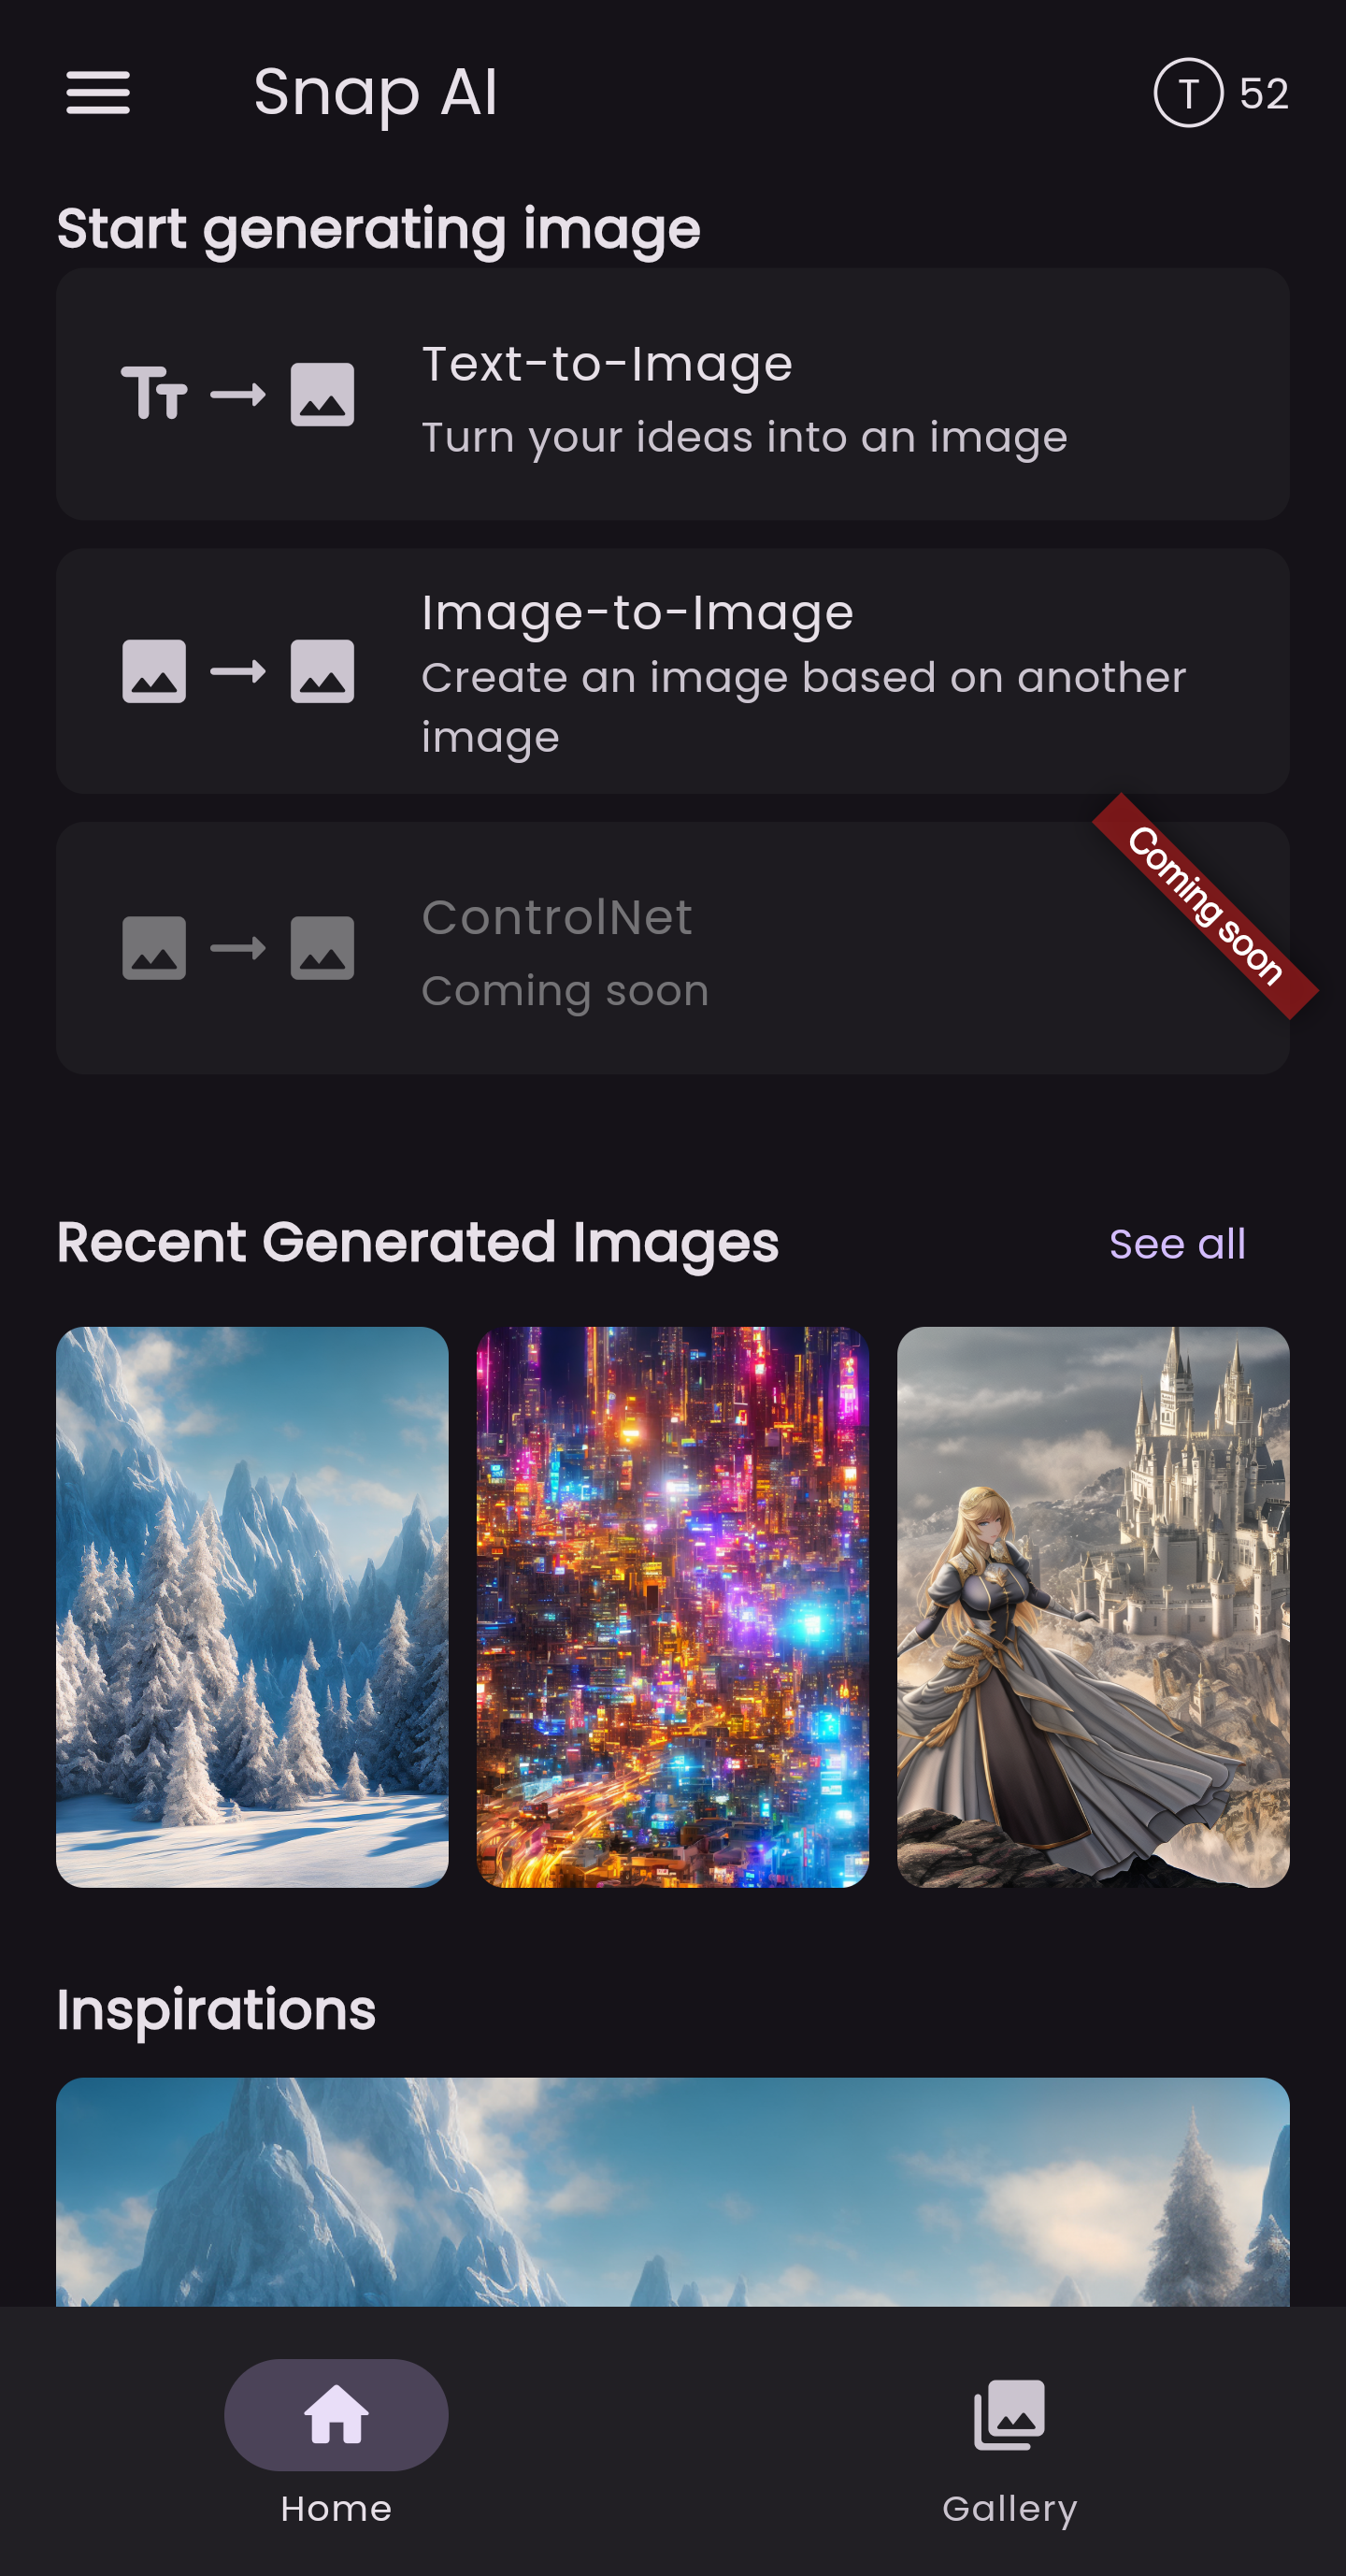 Snap AI
T 52
Start generating image
Text-to-Image
Turn your ideas into an image
Image-to-Image
Create an image based on another
image
Coming soon
ControlNet
Coming soon
Recent Generated Images
See all
Inspirations
Home
Gallery